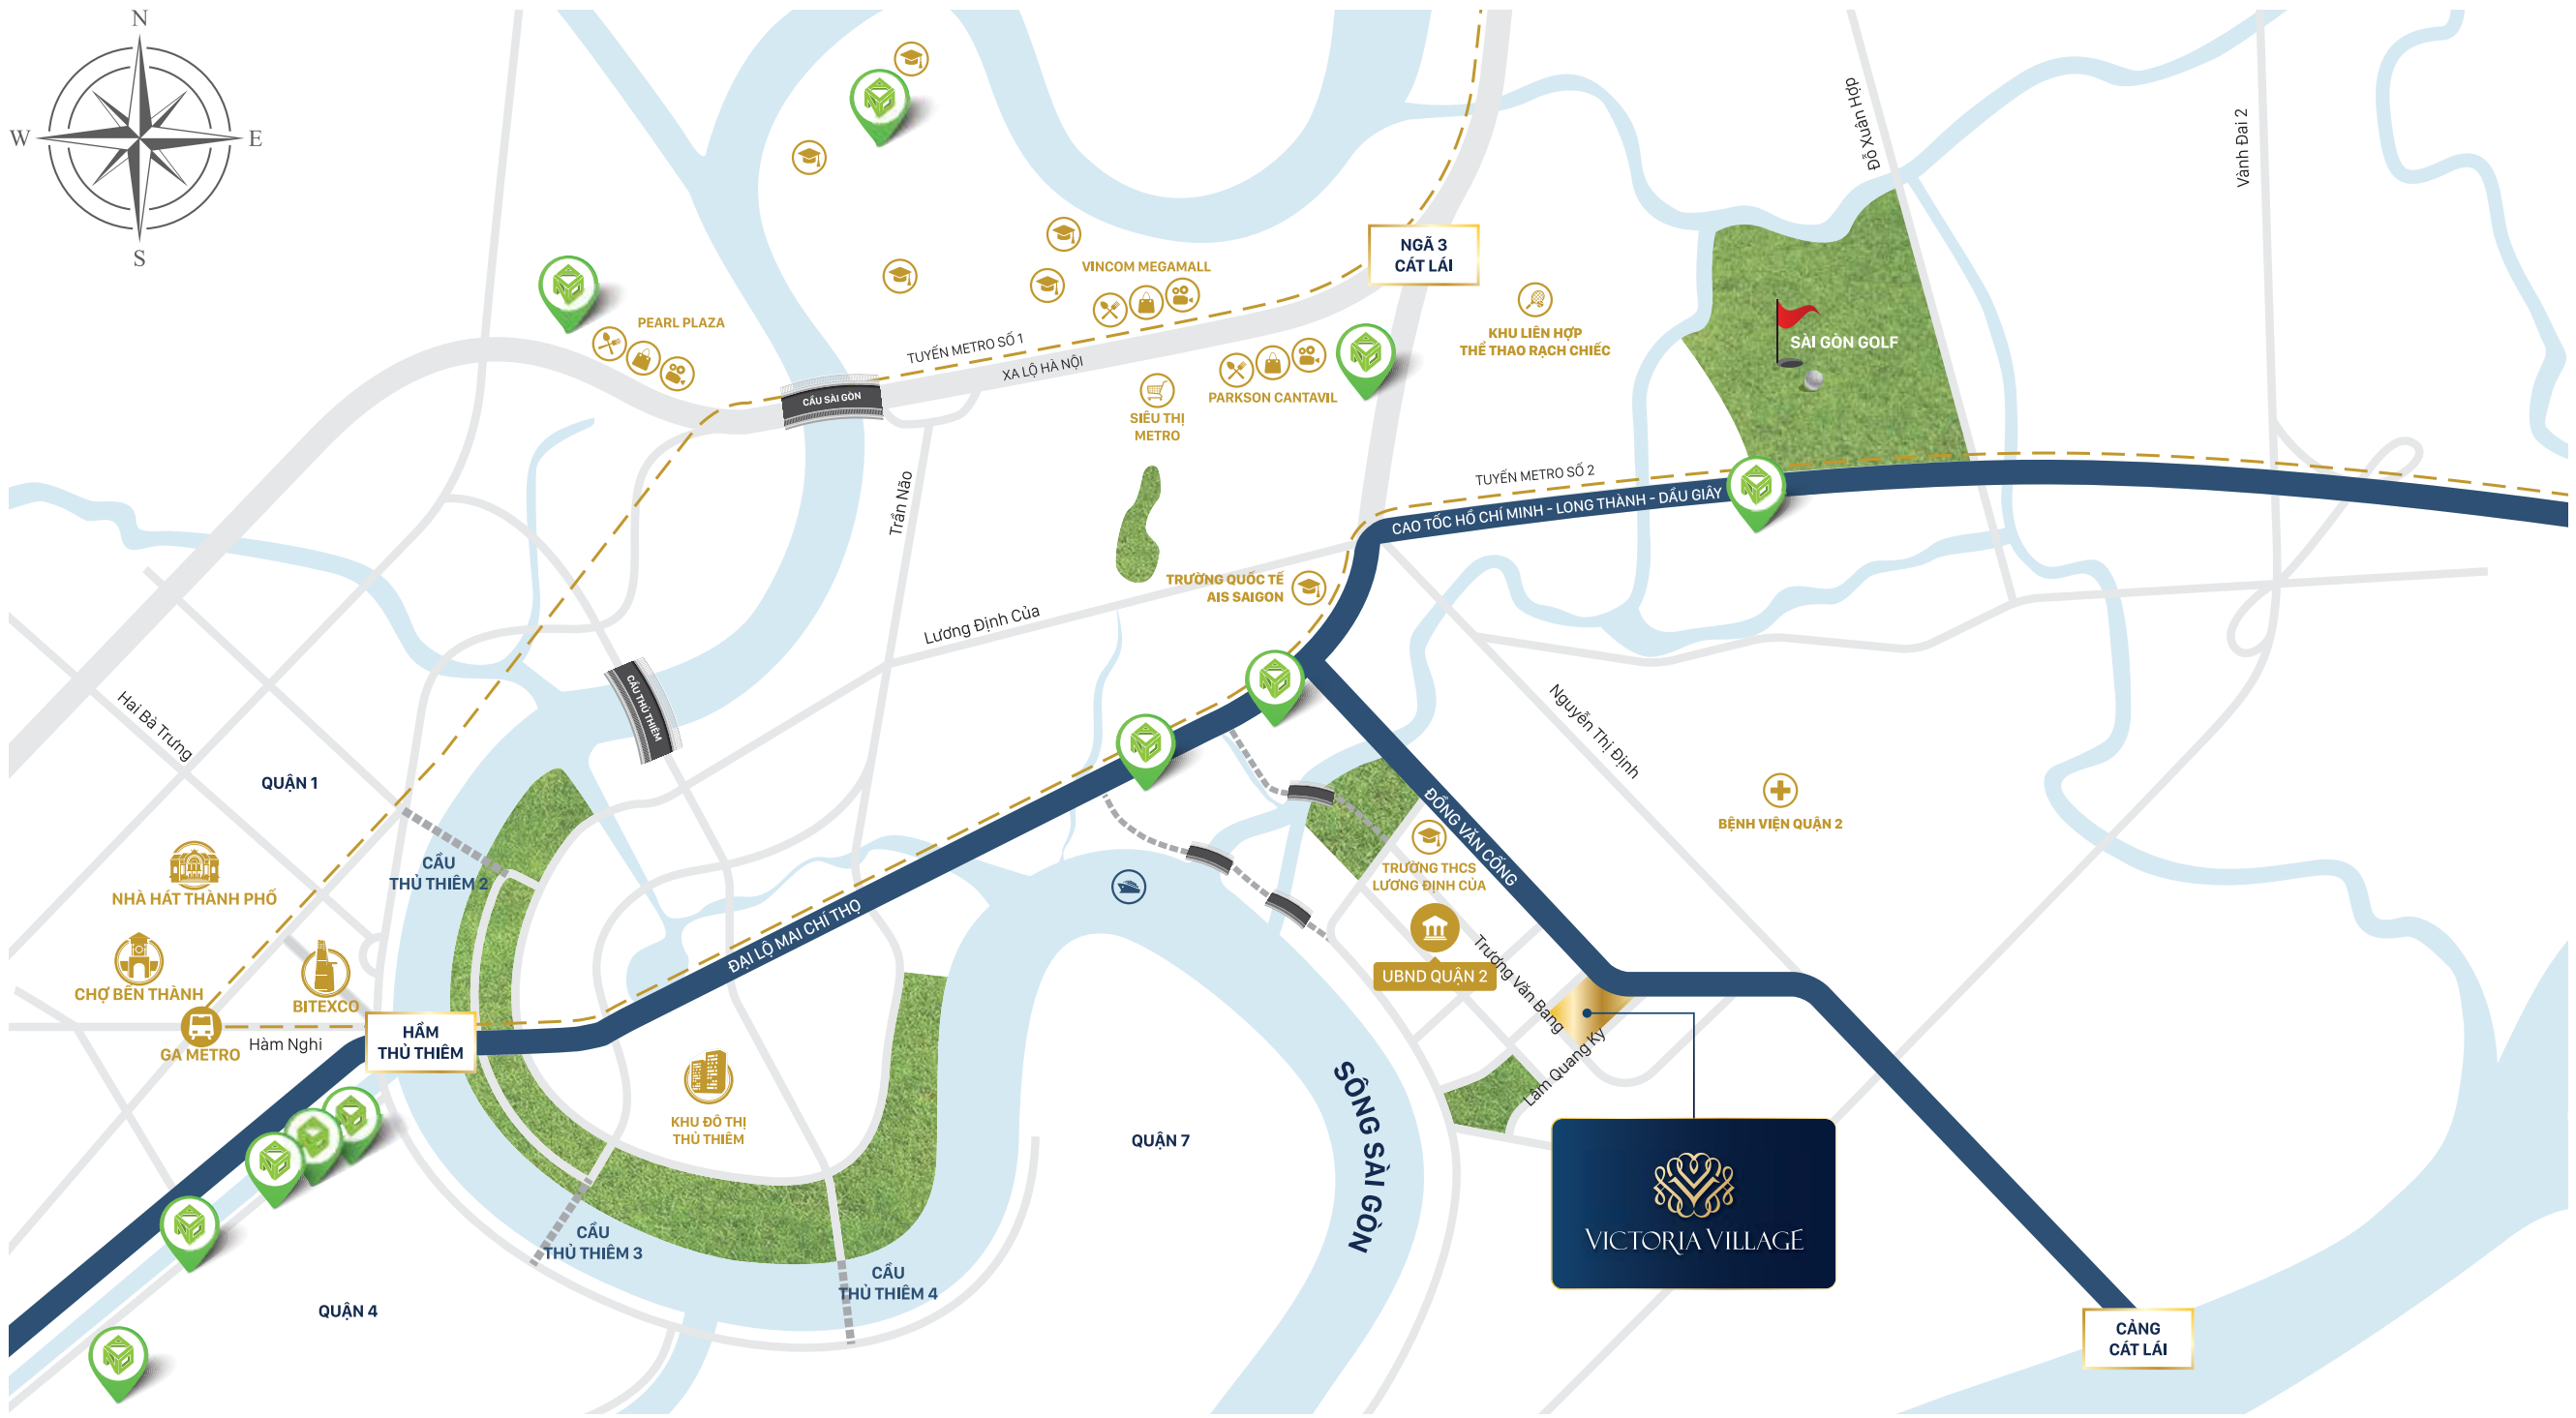 N
W
E
S
Đỗ Xuân Hợp
Vành Đai 2
NGÃ 3
CÁT LÁI
VINCOM MEGAMALL
PEARL PLAZA
KHU LIÊN HỢP
THỂ THAO RẠCH CHIẾC
SÀI GÒN GOLF
TUYẾN METRO SỐ 1
XA LỘ HÀ NỘI
CẦU SÀI GÒN
SIÊU THỊ
METRO
PARKSON CANTAVIL
TUYẾN METRO SỐ 2
CAO TỐC HỒ CHÍ MINH - LONG THÀNH - DẦU GIÂY
Trần Não
TRƯỜNG QUỐC TẾ
AIS SAIGON
Lương Định Của
CẦU THỦ THIÊM
Hai Bà Trưng
Nguyễn Thị Định
QUẬN 1
ĐỒNG VĂN CỐNG
BỆNH VIỆN QUẬN 2
CẦU
THỦ THIÊM 2
TRƯỜNG THCS
LƯƠNG ĐỊNH CỦA
NHÀ HÁT THÀNH PHỐ
ĐẠI LỘ MAI CHÍ THỌ
UBND QUẬN 2
Trương Văn Bang
CHỢ BẾN THÀNH
BITEXCO
HẦM
THỦ THIÊM
GA METRO
Hàm Nghi
Lâm Quang Ky
KHU ĐÔ THỊ
THỦ THIÊM
QUẬN 7
SÔNG SÀI GÒN
VICTORIA VILLAGE
CẦU
THỦ THIÊM 3
CẦU
THỦ THIÊM 4
QUẬN 4
CẢNG
CÁT LÁI